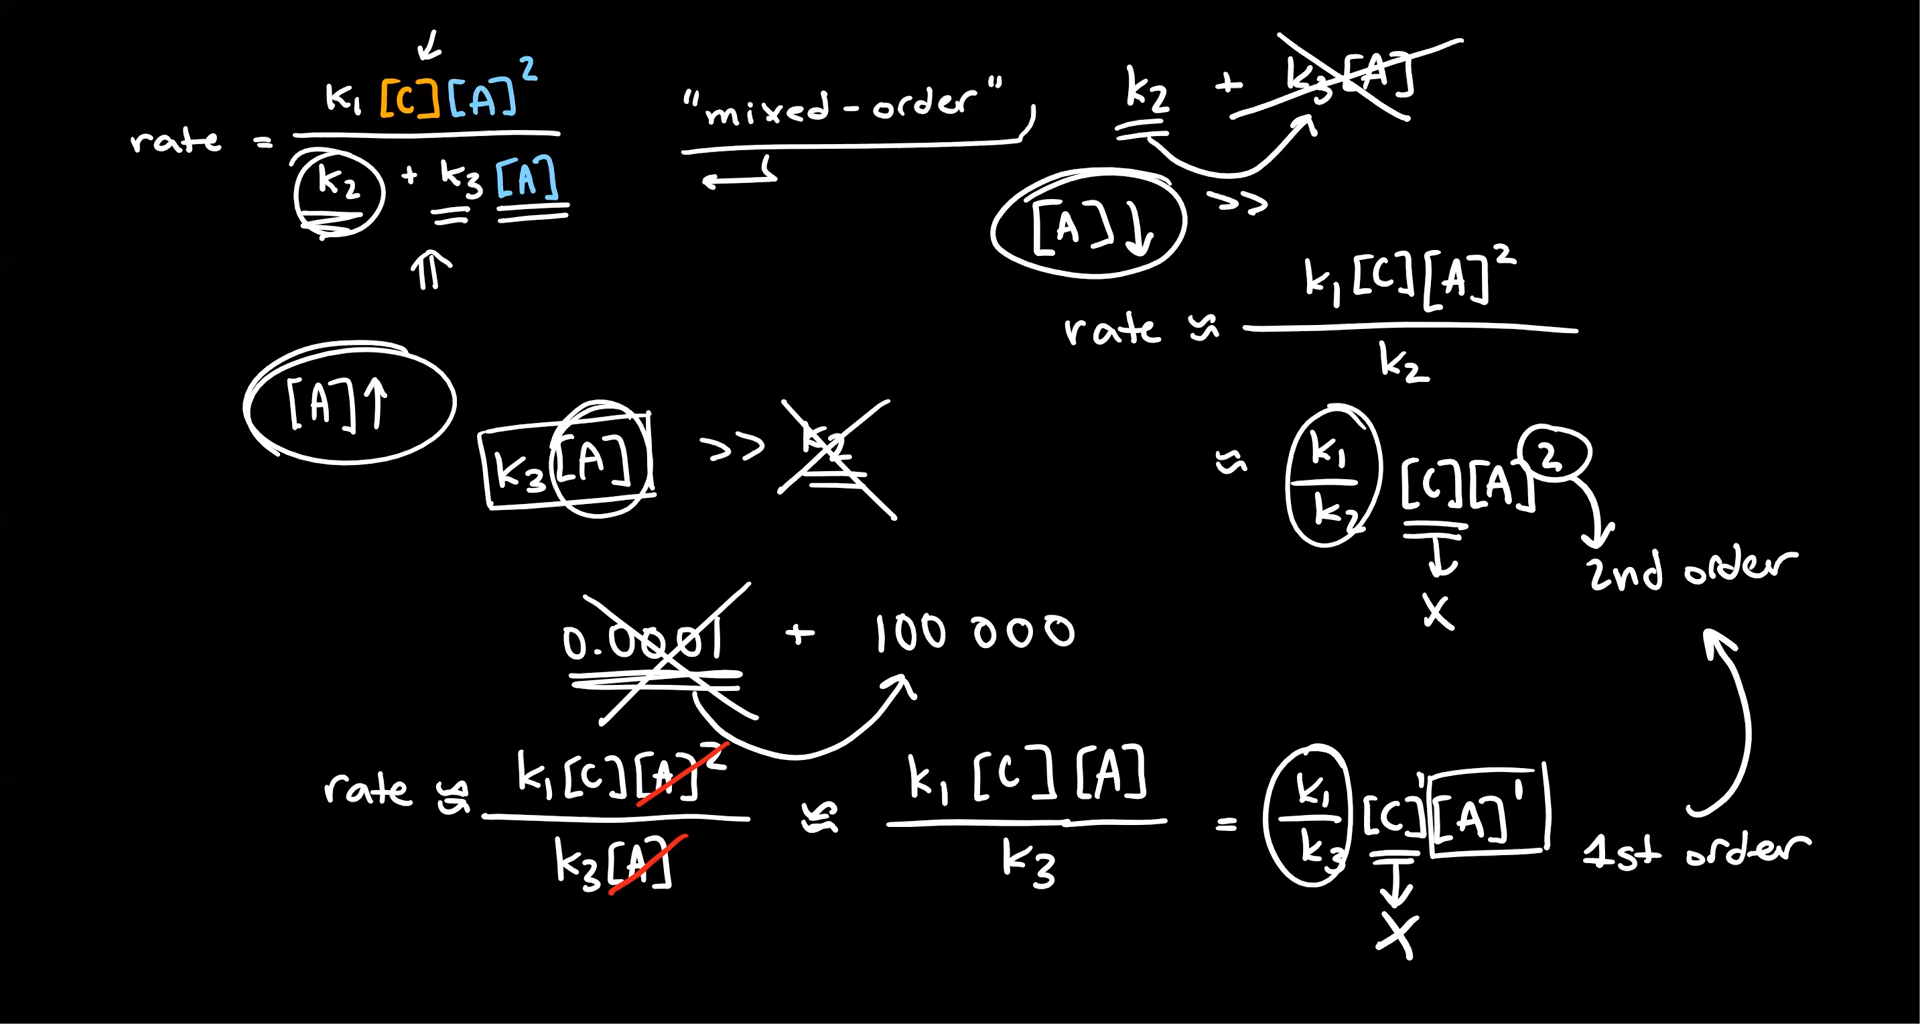 rate = k₁[C][A]² / k₂ + k₃[A]
"mixed-order"
k₂ + k₃[A]
[A]↓ >>
rate ≈ k₁[C][A]² / k₂
≈ k₁/k₂ [C][A]²
x
2nd order
[A]↑
k₃[A] >> k₂
0.0001 + 100 000
rate ≈ k₁[C][A]² / k₃[A] ≈ k₁[C][A] / k₃ = k₁/k₃ [C]¹[A]¹
1st order
x